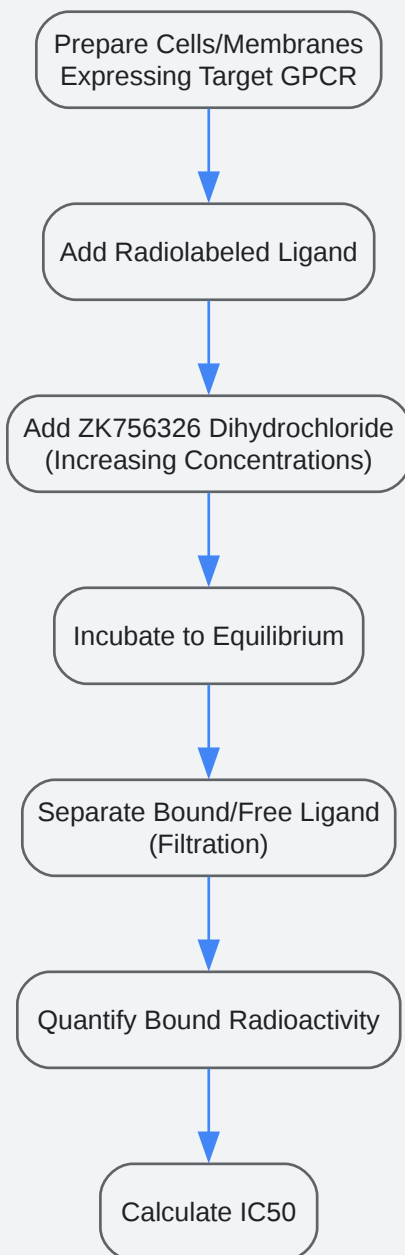 Prepare Cells/Membranes
Expressing Target GPCR
Add Radiolabeled Ligand
Add ZK756326 Dihydrochloride
(Increasing Concentrations)
Incubate to Equilibrium
Separate Bound/Free Ligand
(Filtration)
Quantify Bound Radioactivity
Calculate IC50